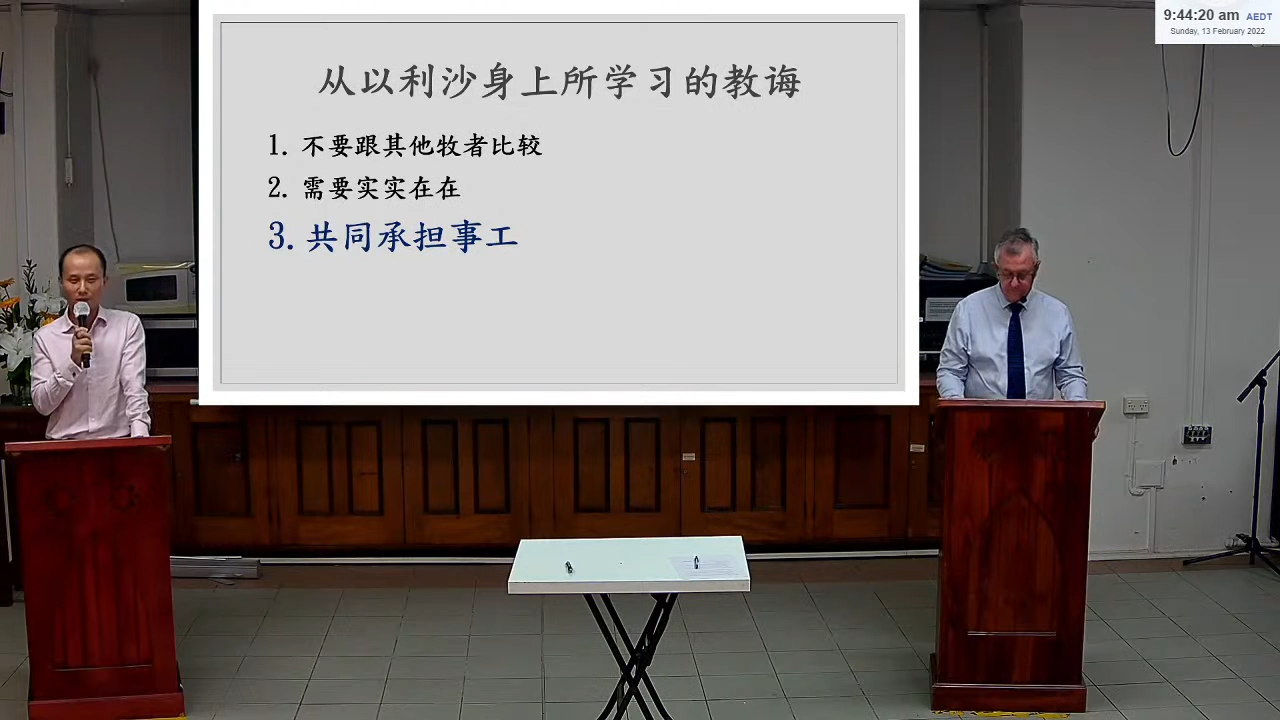 9:44:20 am AEDT
Sunday, 13 February 2022
从以利沙身上所学习的教诲
1. 不要跟其他牧者比较
2. 需要实实在在
3. 共同承担事工